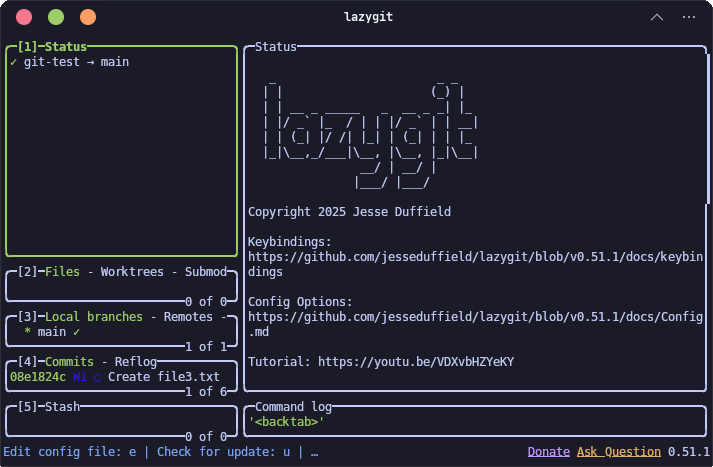 lazygit
[1]-Status
✓ git-test → main
[2]-Files - Worktrees - Submod
0 of 0
[3]-Local branches - Remotes -
* main ✓
1 of 1
[4]-Commits - Reflog
08e1824c Wi ○ Create file3.txt
1 of 6
[5]-Stash
0 of 0
Status
lazygit
Copyright 2025 Jesse Duffield
Keybindings:
https://github.com/jesseduffield/lazygit/blob/v0.51.1/docs/keybin
dings
Config Options:
https://github.com/jesseduffield/lazygit/blob/v0.51.1/docs/Config
.md
Tutorial: https://youtu.be/VDXvbHZYeKY
Command log
'<backtab>'
Edit config file: e | Check for update: u | …
Donate Ask Question 0.51.1